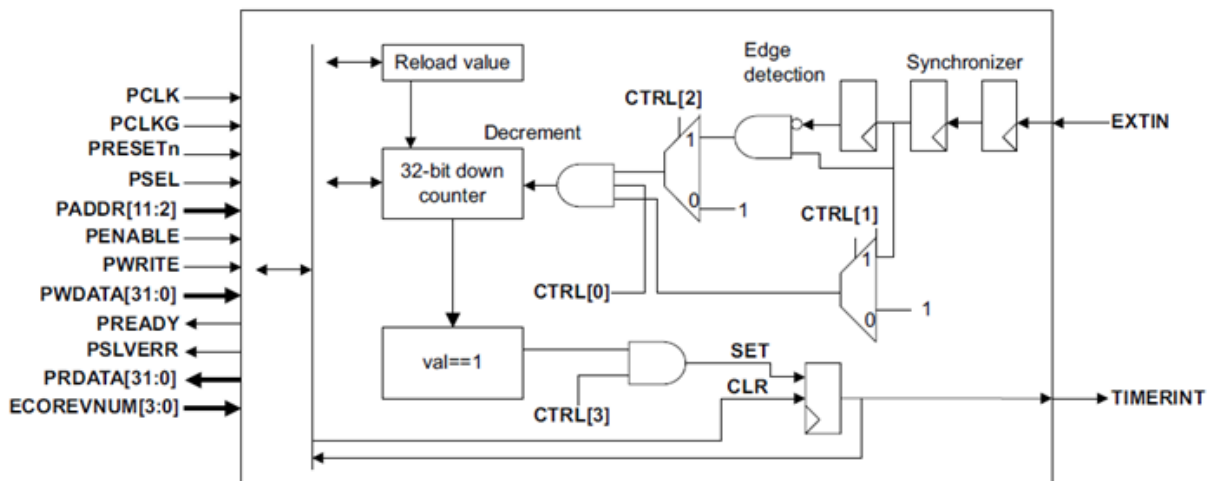 PCLK
PCLKG
PRESETn
PSEL
PADDR[11:2]
PENABLE
PWRITE
PWDATA[31:0]
PREADY
PSLVERR
PRDATA[31:0]
ECOREVNUM[3:0]
Reload value
Decrement
32-bit down
counter
val==1
CTRL[0]
CTRL[3]
CTRL[2]
1
0
1
Edge
detection
Synchronizer
CTRL[1]
1
0
1
SET
CLR
EXTIN
TIMERINT